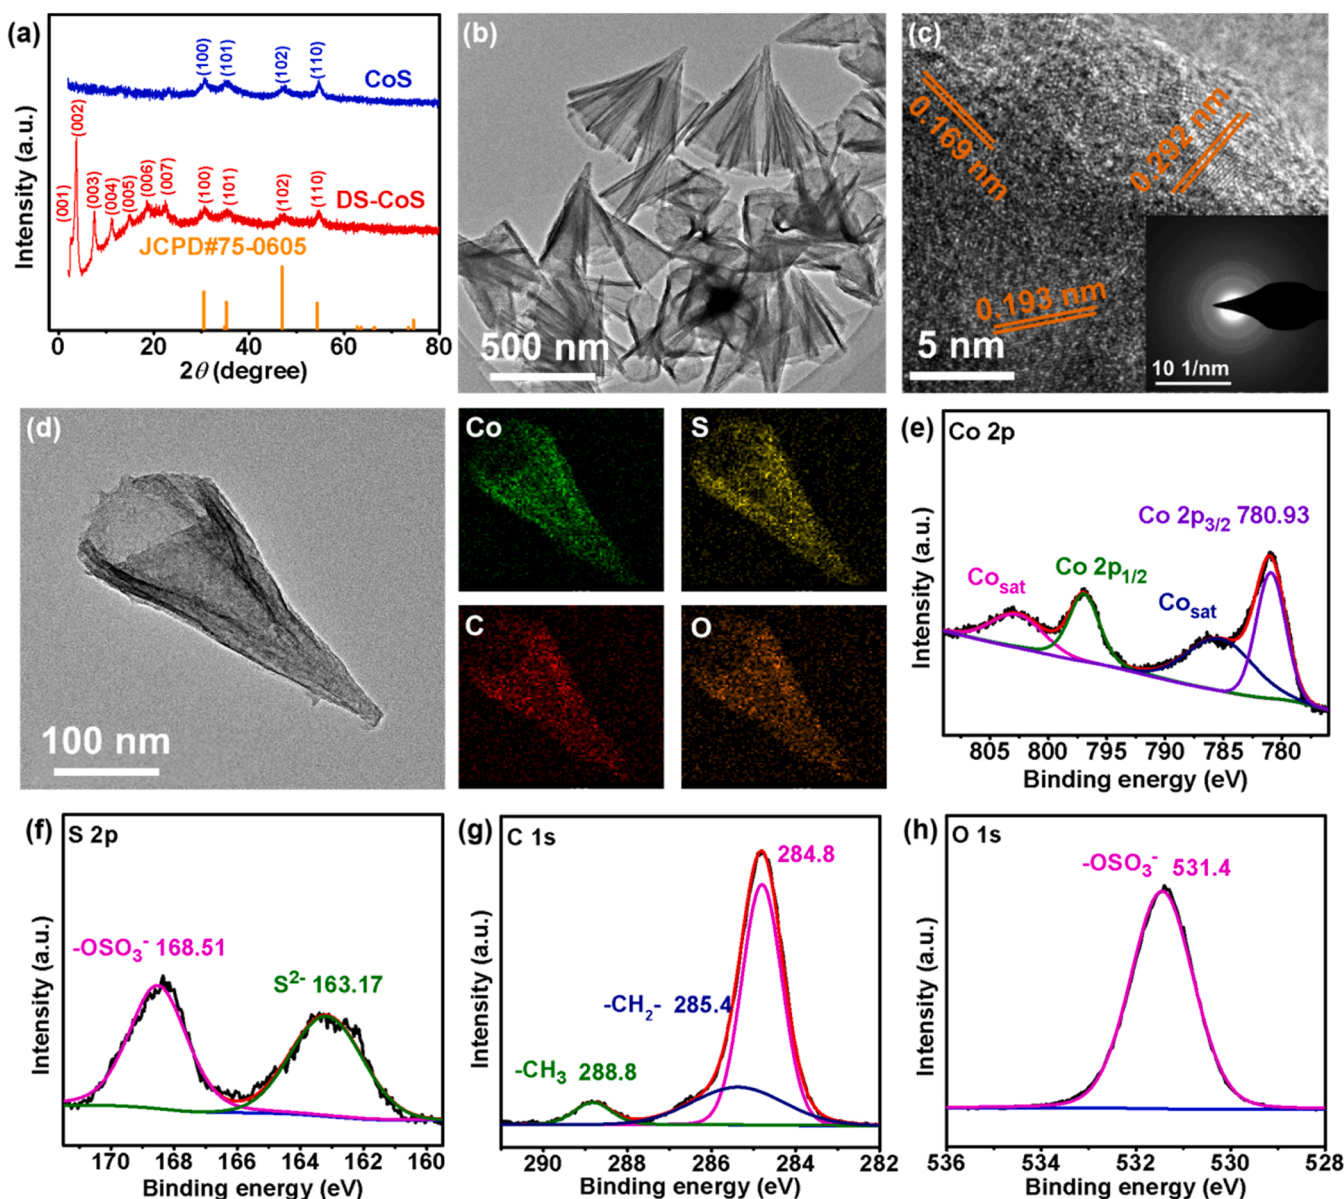 (a)
Intensity (a.u.)
(100)
(101)
(102)
(110)
CoS
(001)
(002)
(003)
(004)
(005)
(006)
(007)
(100)
(101)
(102)
(110)
DS-CoS
JCPD#75-0605
0 20 40 60 80
2θ (degree)
(b)
500 nm
(c)
0.169 nm
0.292 nm
0.193 nm
5 nm
10 1/nm
(d)
100 nm
Co
S
C
O
(e)
Co 2p
Intensity (a.u.)
Co 2p3/2 780.93
Co 2p1/2
Cosat
Cosat
805 800 795 790 785 780
Binding energy (eV)
(f)
S 2p
Intensity (a.u.)
-OSO3- 168.51
S2- 163.17
170 168 166 164 162 160
Binding energy (eV)
(g)
C 1s
Intensity (a.u.)
284.8
-CH2- 285.4
-CH3 288.8
290 288 286 284 282
Binding energy (eV)
(h)
O 1s
Intensity (a.u.)
-OSO3- 531.4
536 534 532 530 528
Binding energy (eV)